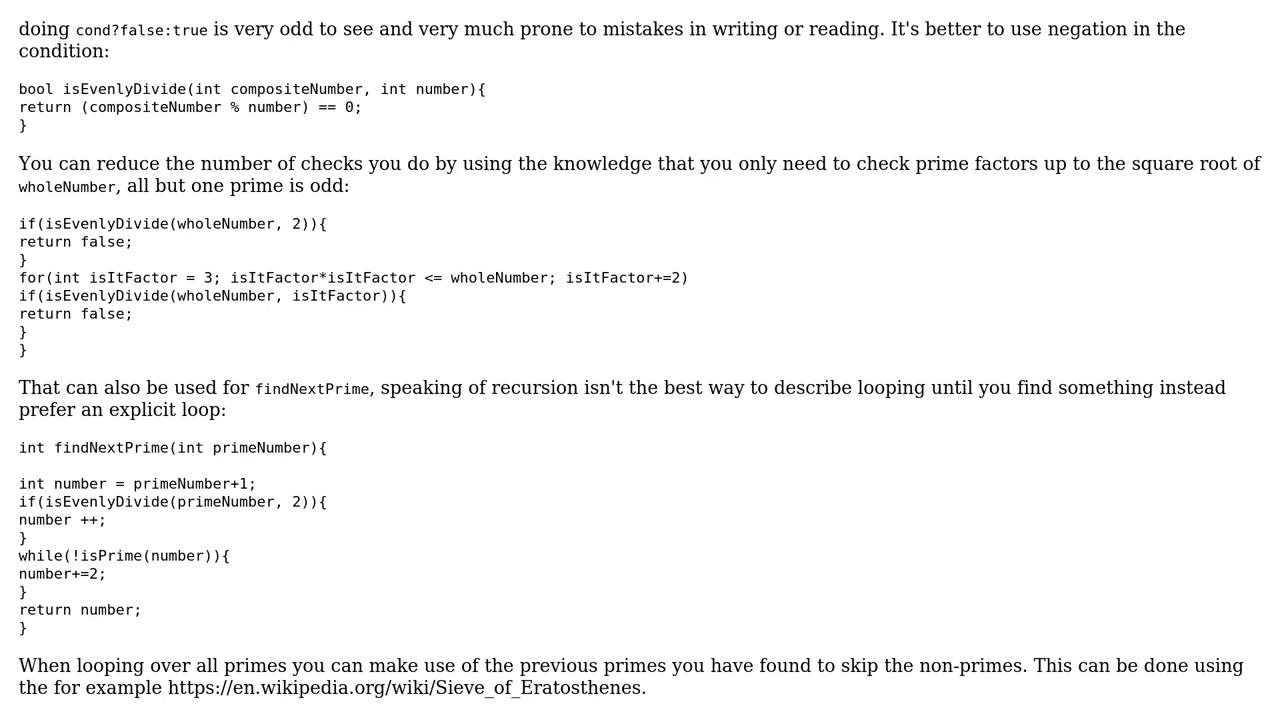 doing cond?false:true is very odd to see and very much prone to mistakes in writing or reading. It's better to use negation in the
condition:
bool isEvenlyDivide(int compositeNumber, int number){
return (compositeNumber % number) == 0;
}
You can reduce the number of checks you do by using the knowledge that you only need to check prime factors up to the square root of
wholeNumber, all but one prime is odd:
if(isEvenlyDivide(wholeNumber, 2)){
return false;
}
for(int isItFactor = 3; isItFactor*isItFactor <= wholeNumber; isItFactor+=2)
if(isEvenlyDivide(wholeNumber, isItFactor)){
return false;
}
}
That can also be used for findNextPrime, speaking of recursion isn't the best way to describe looping until you find something instead
prefer an explicit loop:
int findNextPrime(int primeNumber){
int number = primeNumber+1;
if(isEvenlyDivide(primeNumber, 2)){
number ++;
}
while(!isPrime(number)){
number+=2;
}
return number;
}
When looping over all primes you can make use of the previous primes you have found to skip the non-primes. This can be done using
the for example https://en.wikipedia.org/wiki/Sieve_of_Eratosthenes.